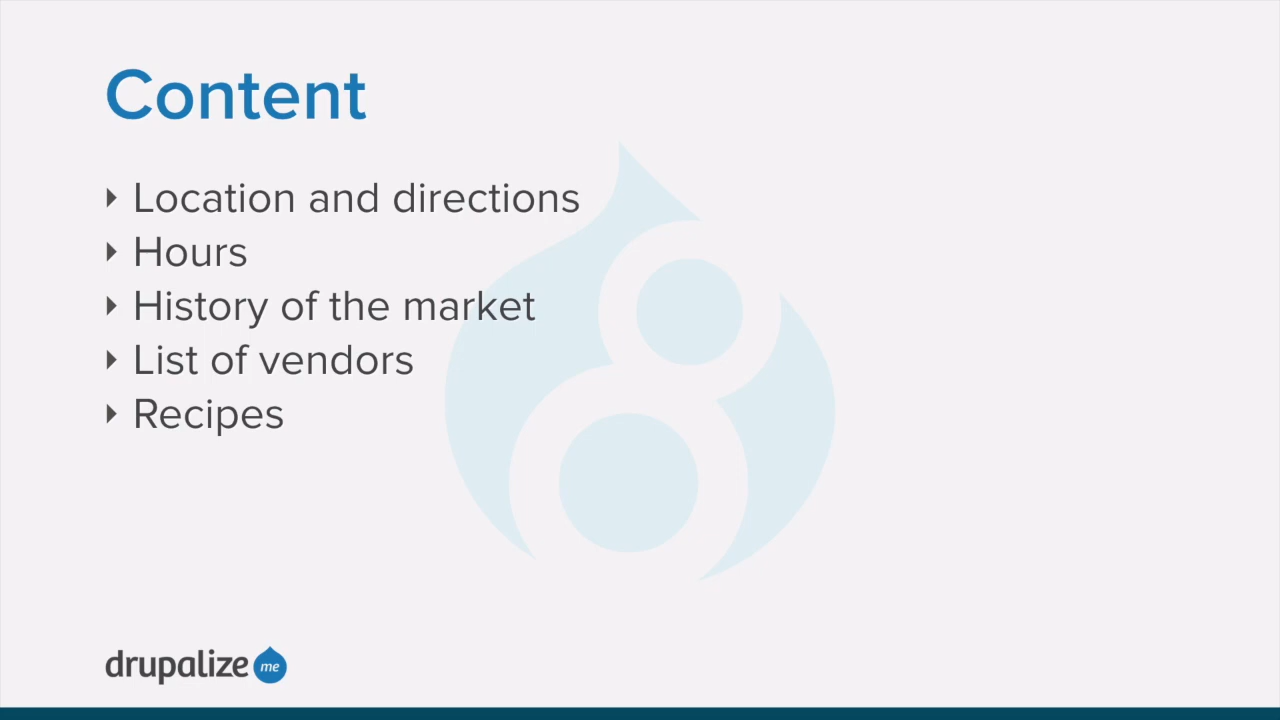 Content
Location and directions
Hours
History of the market
List of vendors
Recipes
drupalize me